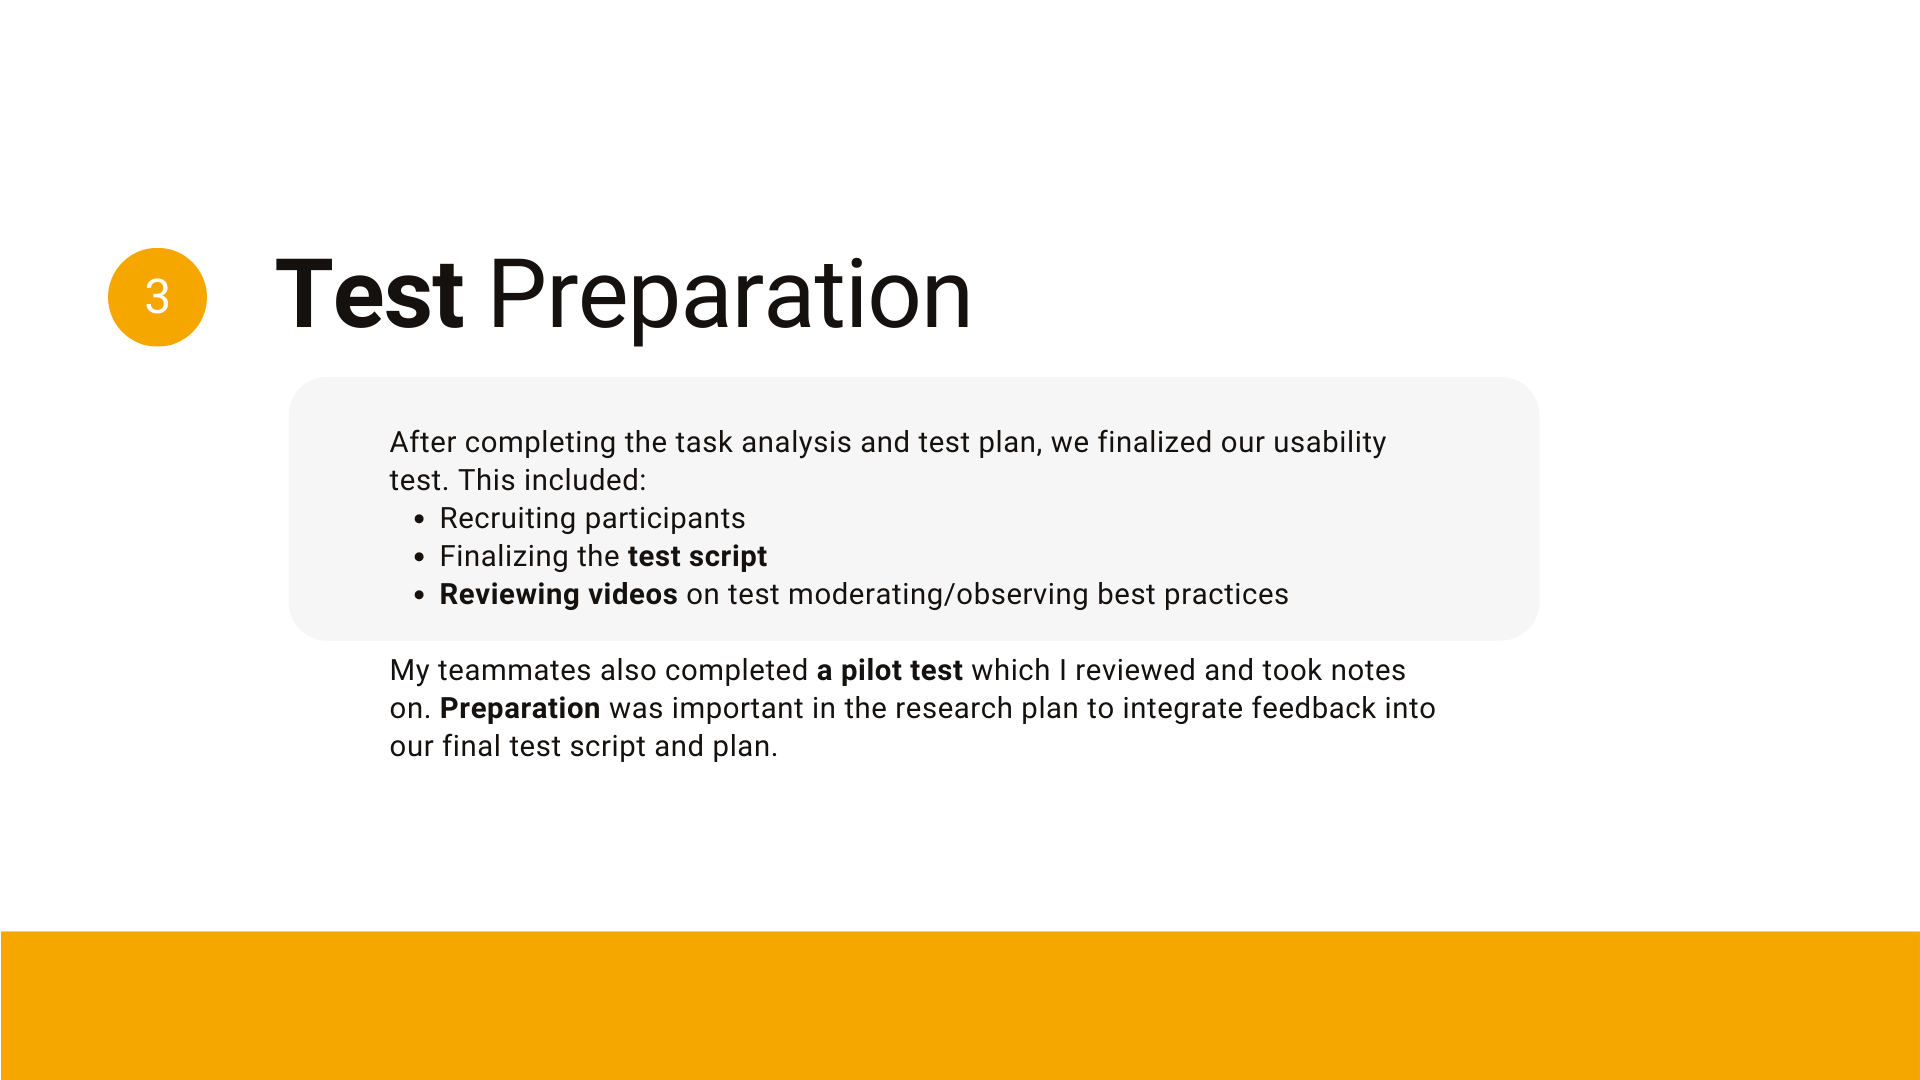 3
Test Preparation
After completing the task analysis and test plan, we finalized our usability
test. This included:
• Recruiting participants
• Finalizing the test script
• Reviewing videos on test moderating/observing best practices
My teammates also completed a pilot test which I reviewed and took notes
on. Preparation was important in the research plan to integrate feedback into
our final test script and plan.